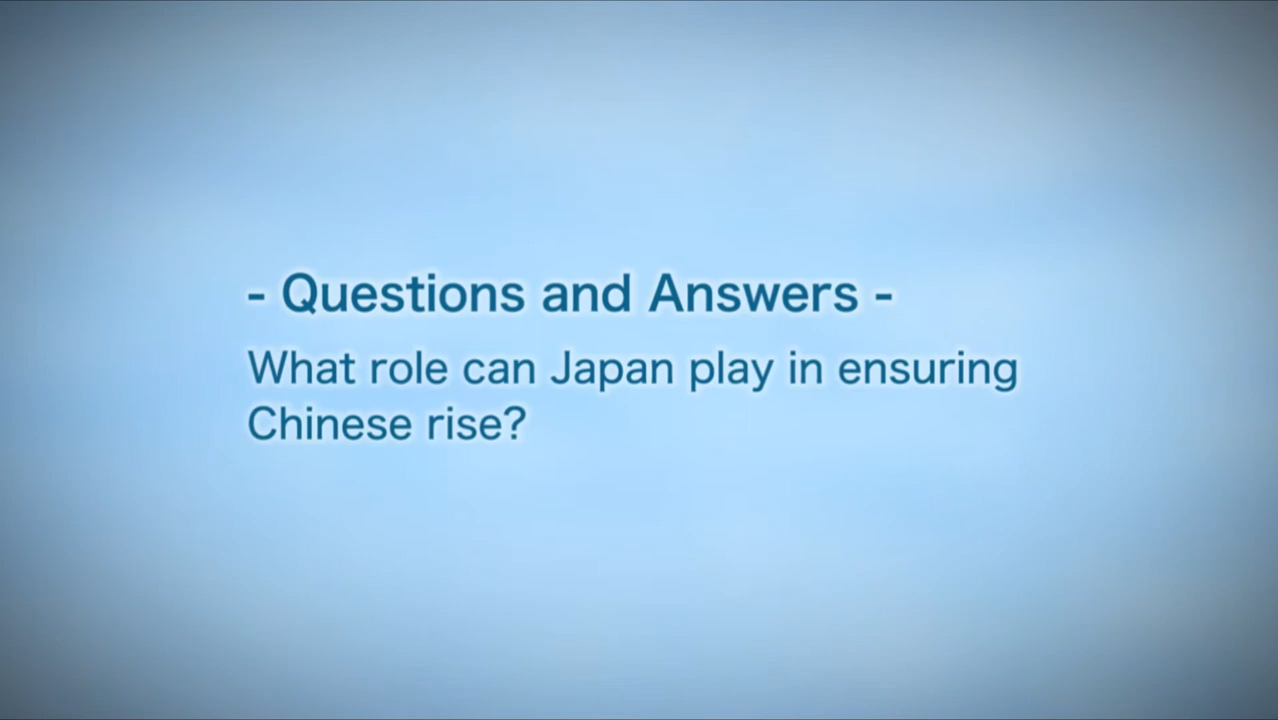 - Questions and Answers -
What role can Japan play in ensuring
Chinese rise?